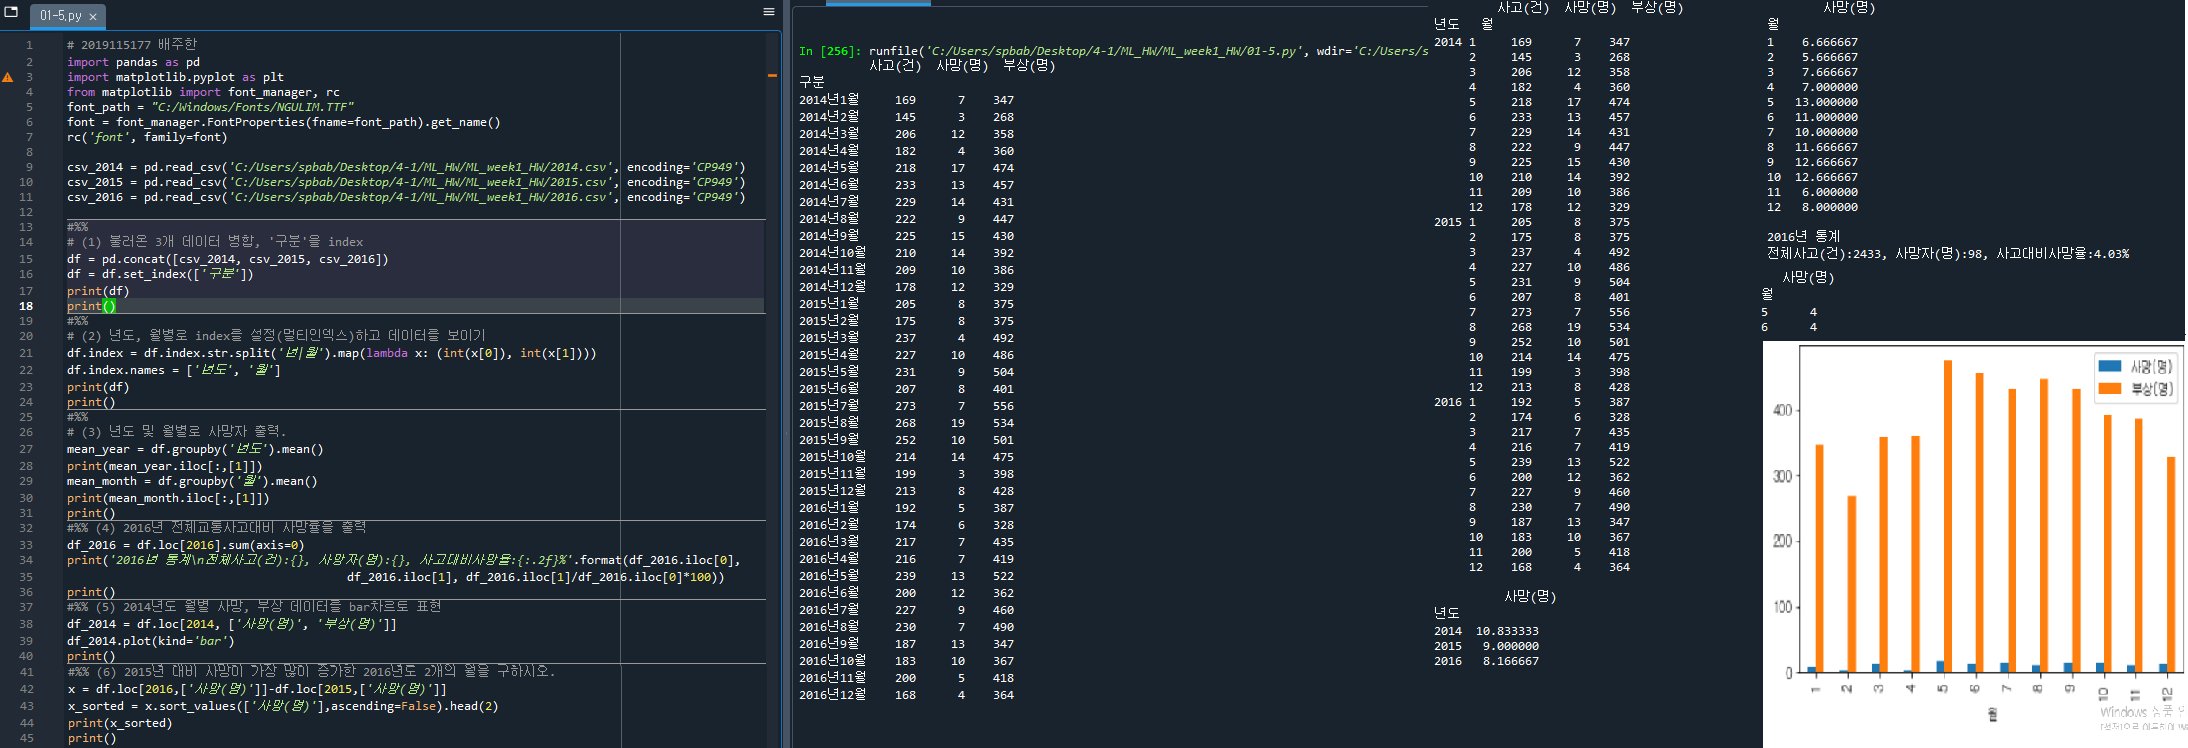 01-5.py ×
1 # 2019115177 배주한
2 import pandas as pd
3 import matplotlib.pyplot as plt
4 from matplotlib import font_manager, rc
5 font_path = "C:/Windows/Fonts/NGULIM.TTF"
6 font = font_manager.FontProperties(fname=font_path).get_name()
7 rc('font', family=font)
8
9 csv_2014 = pd.read_csv('C:/Users/spbab/Desktop/4-1/ML_HW/ML_week1_HW/2014.csv', encoding='CP949')
10 csv_2015 = pd.read_csv('C:/Users/spbab/Desktop/4-1/ML_HW/ML_week1_HW/2015.csv', encoding='CP949')
11 csv_2016 = pd.read_csv('C:/Users/spbab/Desktop/4-1/ML_HW/ML_week1_HW/2016.csv', encoding='CP949')
12
13 #%%
14 # (1) 불러온 3개 데이터 병합, '구분'을 index
15 df = pd.concat([csv_2014, csv_2015, csv_2016])
16 df = df.set_index(['구분'])
17 print(df)
18 print()
19 #%%
20 # (2) 년도, 월별로 index를 설정(멀티인덱스)하고 데이터를 보이기
21 df.index = df.index.str.split('년|월').map(lambda x: (int(x[0]), int(x[1])))
22 df.index.names = ['년도', '월']
23 print(df)
24 print()
25 #%%
26 # (3) 년도 및 월별로 사망자 출력.
27 mean_year = df.groupby('년도').mean()
28 print(mean_year.iloc[:,[1]])
29 mean_month = df.groupby('월').mean()
30 print(mean_month.iloc[:,[1]])
31 print()
32 #%% (4) 2016년 전체교통사고대비 사망률을 출력
33 df_2016 = df.loc[2016].sum(axis=0)
34 print('2016년 통계\n전체사고(건):{}, 사망자(명):{}, 사고대비사망률:{:.2f}%'.format(df_2016.iloc[0],
35 df_2016.iloc[1], df_2016.iloc[1]/df_2016.iloc[0]*100))
36 print()
37 #%% (5) 2014년도 월별 사망, 부상 데이터를 bar차르토 표현
38 df_2014 = df.loc[2014, ['사망(명)', '부상(명)']]
39 df_2014.plot(kind='bar')
40 print()
41 #%% (6) 2015년 대비 사망이 가장 많이 증가한 2016년도 2개의 월을 구하시오.
42 x = df.loc[2016,['사망(명)']]-df.loc[2015,['사망(명)']]
43 x_sorted = x.sort_values(['사망(명)'],ascending=False).head(2)
44 print(x_sorted)
45 print()
In [256]: runfile('C:/Users/spbab/Desktop/4-1/ML_HW/ML_week1_HW/01-5.py', wdir='C:/Users/s
사고(건) 사망(명) 부상(명)
구분
2014년1월 169 7 347
2014년2월 145 3 268
2014년3월 206 12 358
2014년4월 182 4 360
2014년5월 218 17 474
2014년6월 233 13 457
2014년7월 229 14 431
2014년8월 222 9 447
2014년9월 225 15 430
2014년10월 210 14 392
2014년11월 209 10 386
2014년12월 178 12 329
2015년1월 205 8 375
2015년2월 175 8 375
2015년3월 237 4 492
2015년4월 227 10 486
2015년5월 231 9 504
2015년6월 207 8 401
2015년7월 273 7 556
2015년8월 268 19 534
2015년9월 252 10 501
2015년10월 214 14 475
2015년11월 199 3 398
2015년12월 213 8 428
2016년1월 192 5 387
2016년2월 174 6 328
2016년3월 217 7 435
2016년4월 216 7 419
2016년5월 239 13 522
2016년6월 200 12 362
2016년7월 227 9 460
2016년8월 230 7 490
2016년9월 187 13 347
2016년10월 183 10 367
2016년11월 200 5 418
2016년12월 168 4 364
사고(건) 사망(명) 부상(명)
년도 월
2014 1 169 7 347
2 145 3 268
3 206 12 358
4 182 4 360
5 218 17 474
6 233 13 457
7 229 14 431
8 222 9 447
9 225 15 430
10 210 14 392
11 209 10 386
12 178 12 329
2015 1 205 8 375
2 175 8 375
3 237 4 492
4 227 10 486
5 231 9 504
6 207 8 401
7 273 7 556
8 268 19 534
9 252 10 501
10 214 14 475
11 199 3 398
12 213 8 428
2016 1 192 5 387
2 174 6 328
3 217 7 435
4 216 7 419
5 239 13 522
6 200 12 362
7 227 9 460
8 230 7 490
9 187 13 347
10 183 10 367
11 200 5 418
12 168 4 364
사망(명)
년도
2014 10.833333
2015 9.000000
2016 8.166667
사망(명)
월
1 6.666667
2 5.666667
3 7.666667
4 7.000000
5 13.000000
6 11.000000
7 10.000000
8 11.666667
9 12.666667
10 12.666667
11 6.000000
12 8.000000
2016년 통계
전체사고(건):2433, 사망자(명):98, 사고대비사망률:4.03%
사망(명)
월
5 4
6 4
사망(명)
부상(명)
400
300
200
100
0
1 2 3 4 5 6 7 8 9 10 11 12
월
Windows